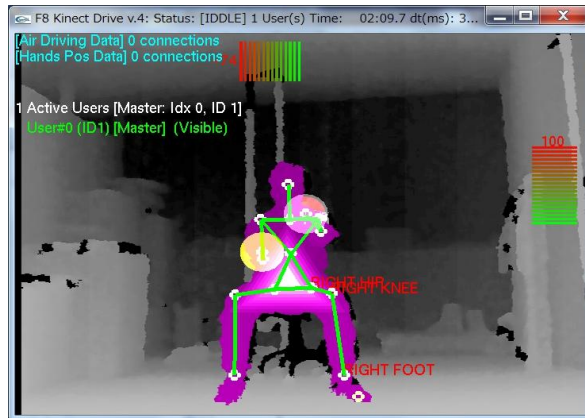 F8 Kinect Drive v.4: Status: [IDDLE] 1 User(s) Time: 02:09.7 dt(ms): 3...
[Air Driving Data] 0 connections
[Hands Pos Data] 0 connections
1 Active Users [Master: Idx 0, ID 1]
User#0 (ID1) [Master] (Visible)
100
RIGHT HIP
RIGHT KNEE
RIGHT FOOT